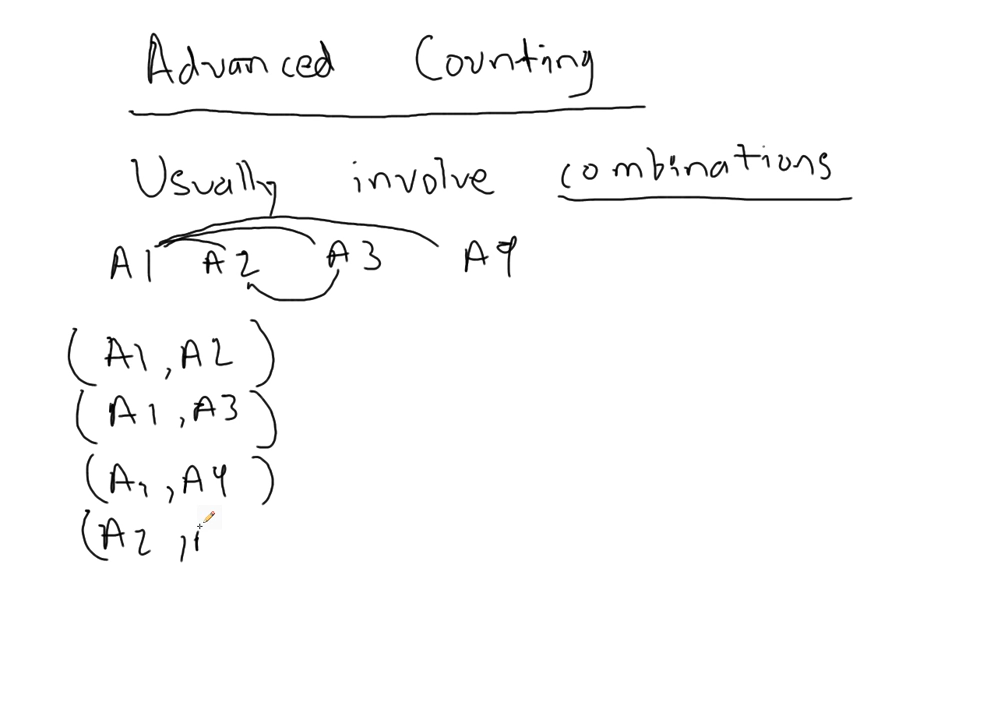 Advanced Counting
Usually involve combinations
A1 A2 A3 A4
(A1, A2)
(A1, A3)
(A1, A4)
(A2,